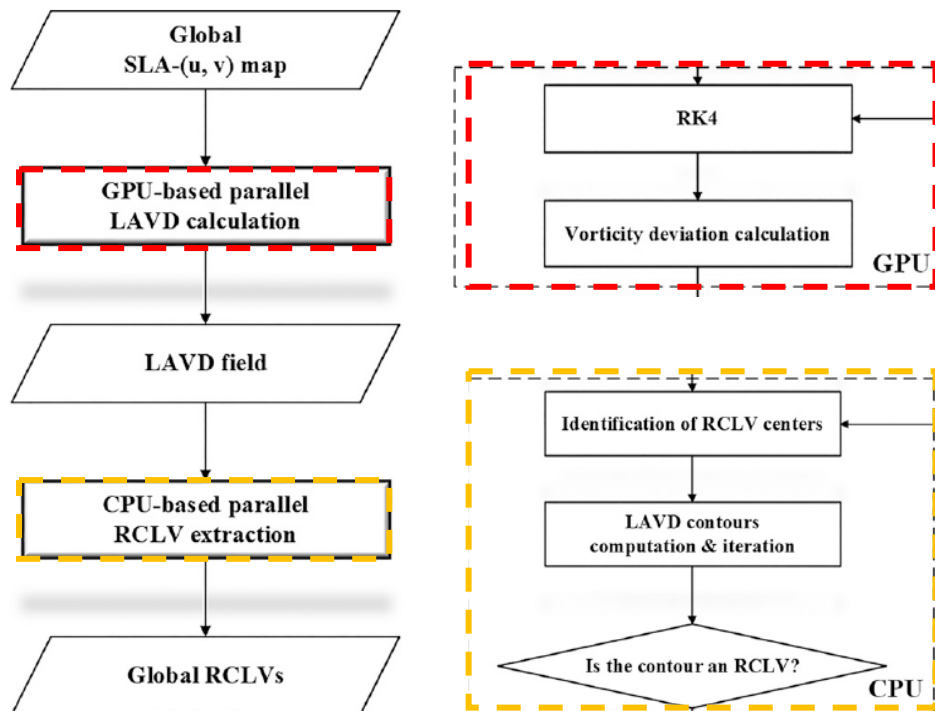 Global
SLA-(u, v) map
GPU-based parallel
LAVD calculation
LAVD field
CPU-based parallel
RCLV extraction
Global RCLVs
RK4
Vorticity deviation calculation
GPU
Identification of RCLV centers
LAVD contours
computation & iteration
Is the contour an RCLV?
CPU